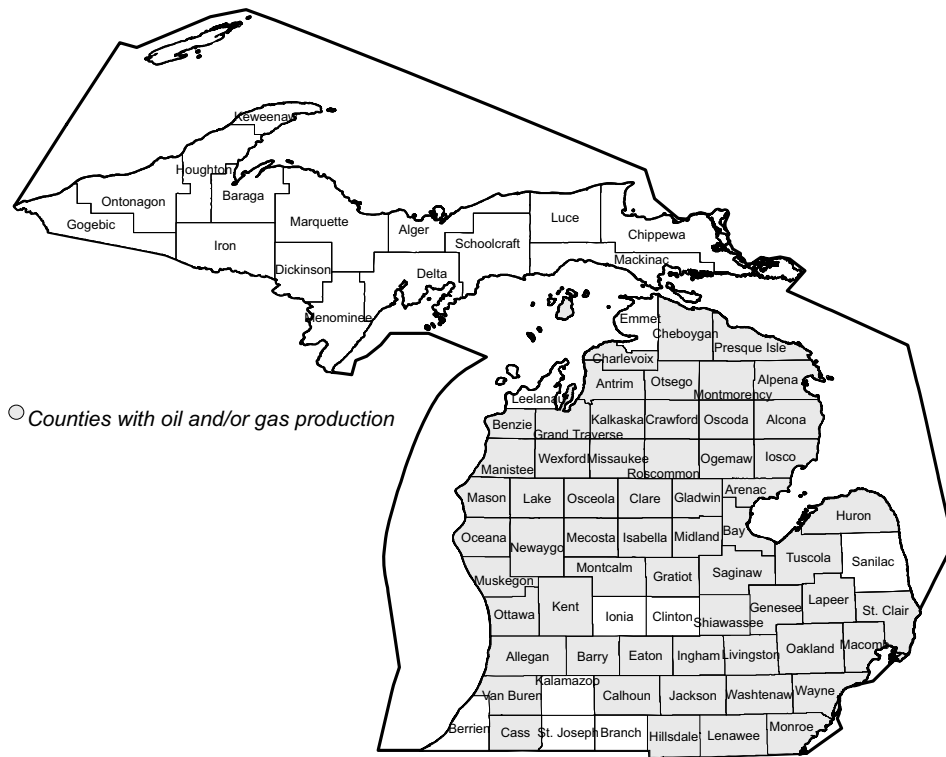 Keweenaw
Houghton
Ontonagon
Baraga
Gogebic
Marquette
Luce
Alger
Chippewa
Iron
Schoolcraft
Mackinac
Dickinson
Delta
Menominee
Emmet
Cheboygan
Presque Isle
Charlevoix
Antrim
Otsego
Alpena
Montmorency
Leelanau
Counties with oil and/or gas production
Benzie
Grand Traverse
Kalkaska
Crawford
Oscoda
Alcona
Manistee
Wexford
Missaukee
Roscommon
Ogemaw
Iosco
Mason
Lake
Osceola
Clare
Gladwin
Arenac
Huron
Oceana
Newaygo
Mecosta
Isabella
Midland
Bay
Tuscola
Sanilac
Muskegon
Montcalm
Gratiot
Saginaw
Ottawa
Kent
Ionia
Clinton
Shiawassee
Genesee
Lapeer
St. Clair
Allegan
Barry
Eaton
Ingham
Livingston
Oakland
Macomb
Van Buren
Kalamazoo
Calhoun
Jackson
Washtenaw
Wayne
Berrien
Cass
St. Joseph
Branch
Hillsdale
Lenawee
Monroe